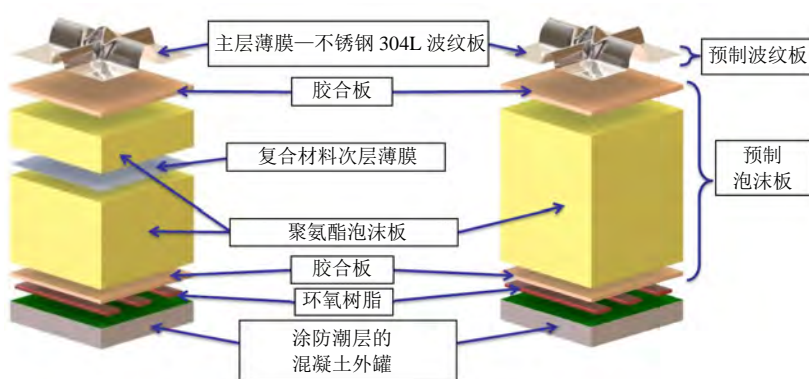 主层薄膜—不锈钢 304L 波纹板
预制波纹板
胶合板
复合材料次层薄膜
预制
泡沫板
聚氨酯泡沫板
胶合板
环氧树脂
涂防潮层的
混凝土外罐